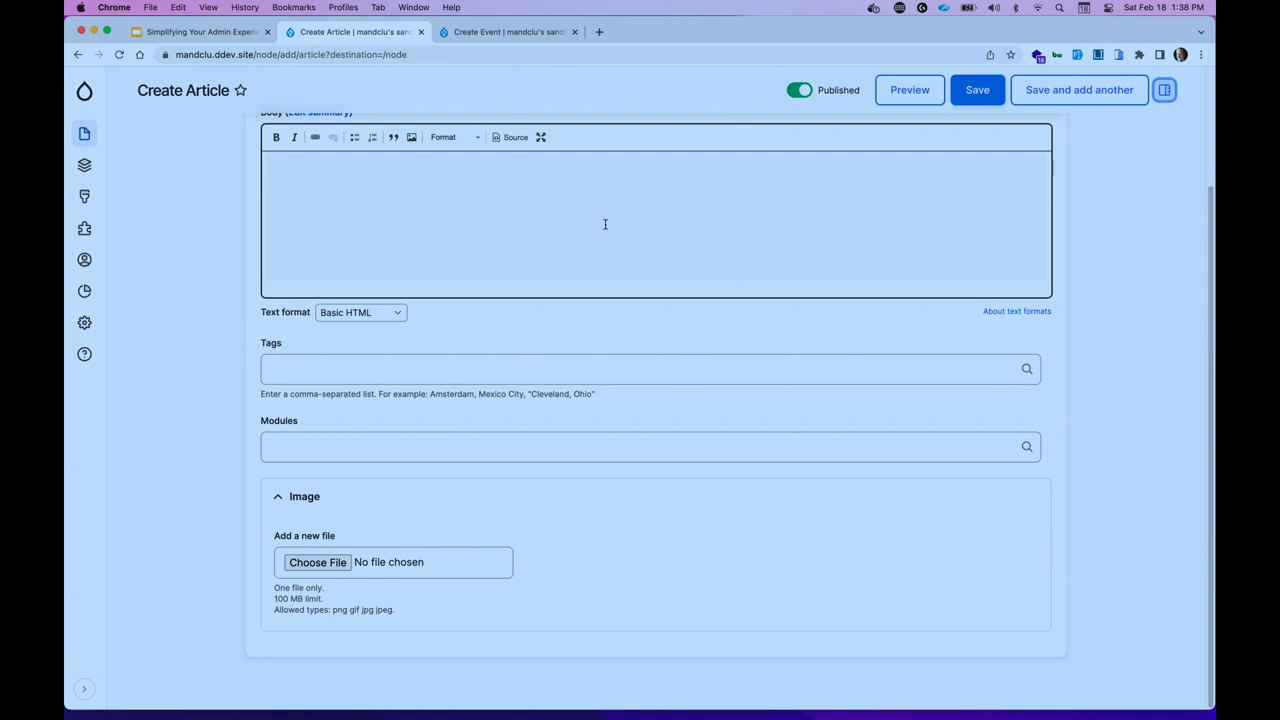 Chrome File Edit View History Bookmarks Profiles Tab Window Help
18
Sat Feb 18 1:38 PM
Simplifying Your Admin Experi
Create Article | mandclu's san
Create Event | mandclu's sand
mandclu.ddev.site/node/add/article?destination=/node
18
Create Article
Published
Preview
Save
Save and add another
Body (Edit summary)
B I
Format
Source
Text format
Basic HTML
About text formats
Tags
Enter a comma-separated list. For example: Amsterdam, Mexico City, "Cleveland, Ohio"
Modules
Image
Add a new file
Choose File No file chosen
One file only.
100 MB limit.
Allowed types: png gif jpg jpeg.